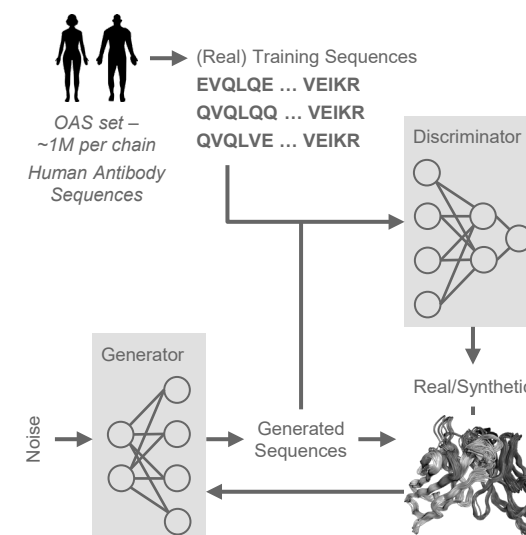 (Real) Training Sequences
EVQLQE … VEIKR
QVQLQQ … VEIKR
QVQLVE … VEIKR
OAS set –
~1M per chain
Human Antibody
Sequences
Discriminator
Generator
Real/Synthetic
Noise
Generated
Sequences